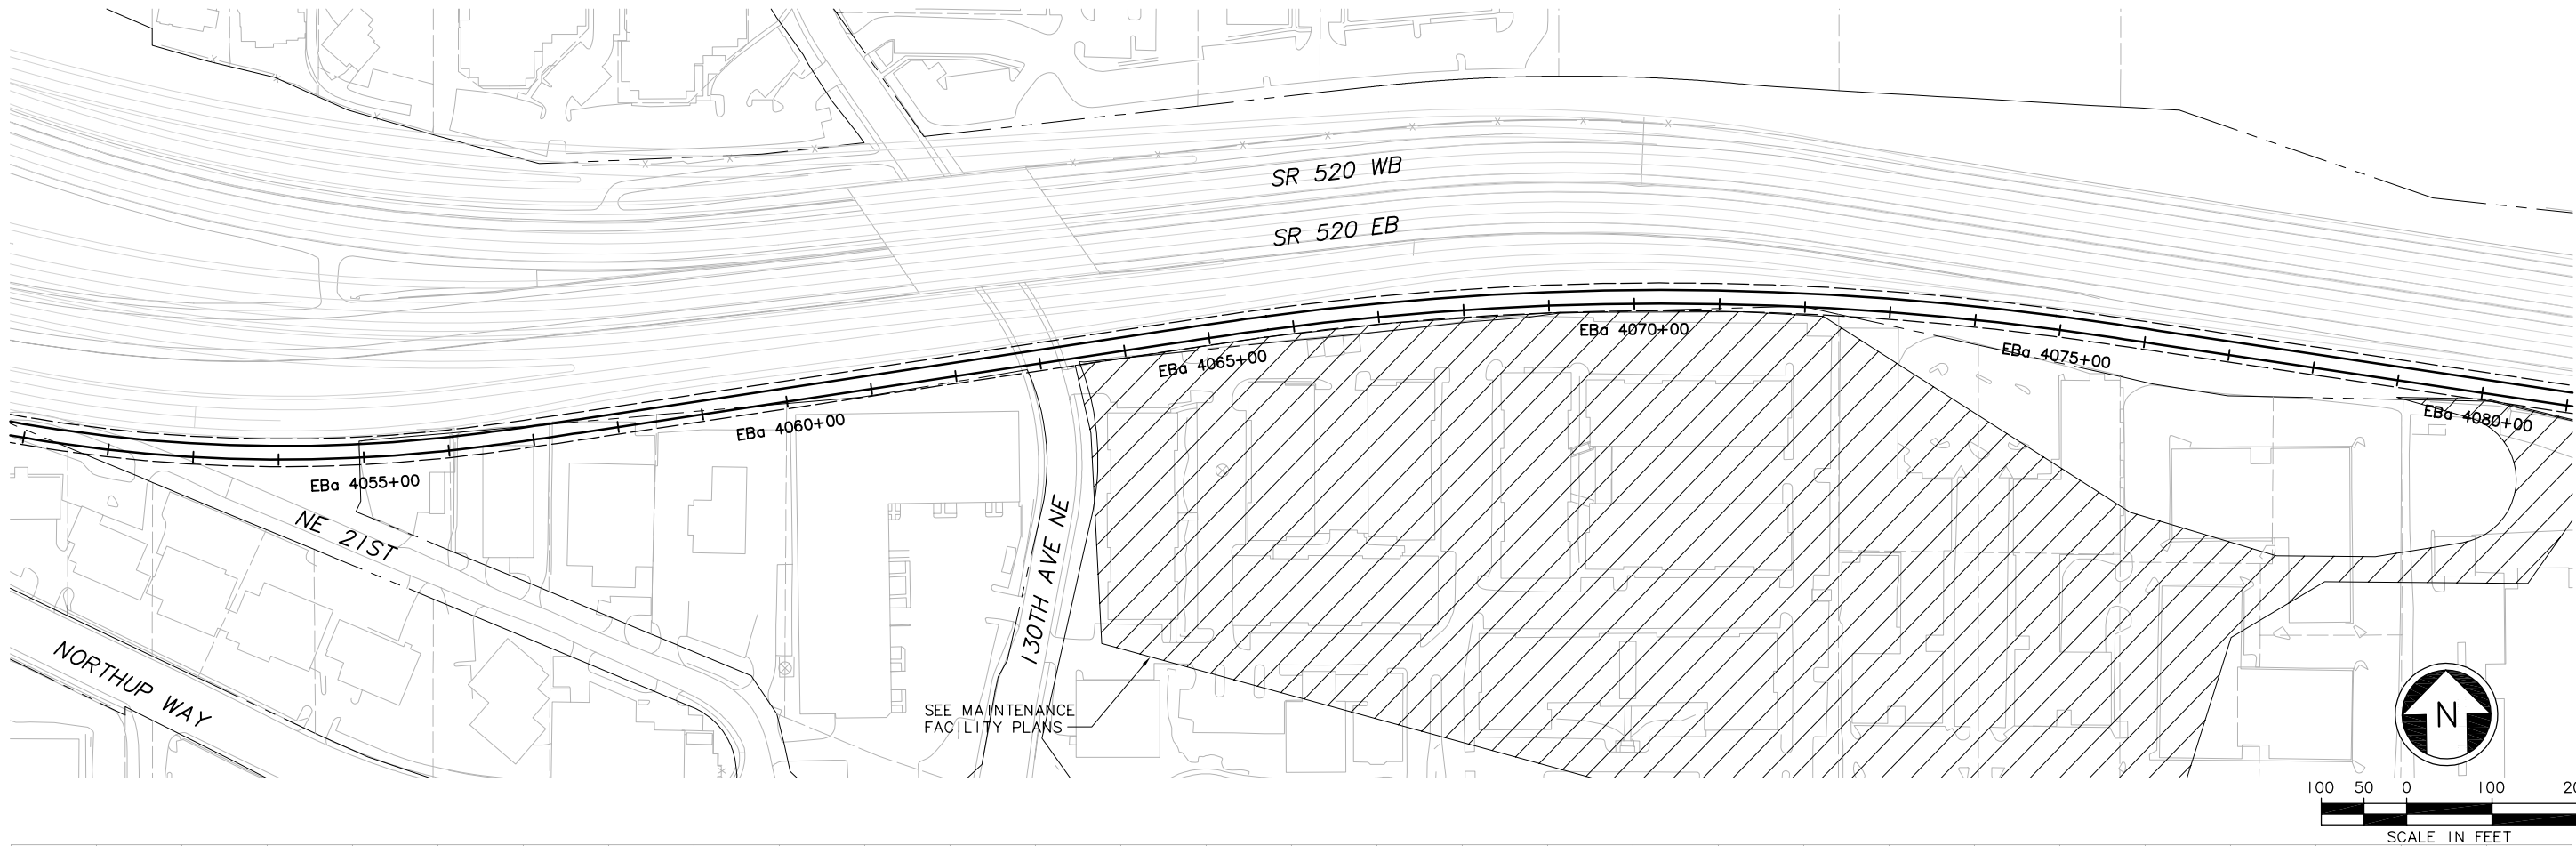 SR 520 WB
SR 520 EB
EBa 4070+00
EBa 4065+00
EBa 4075+00
EBa 4060+00
EBa 4080+00
EBa 4055+00
NE 21ST
130TH AVE NE
NORTHUP WAY
SEE MAINTENANCE
FACILITY PLANS
N
100 50 0 100 20
SCALE IN FEET